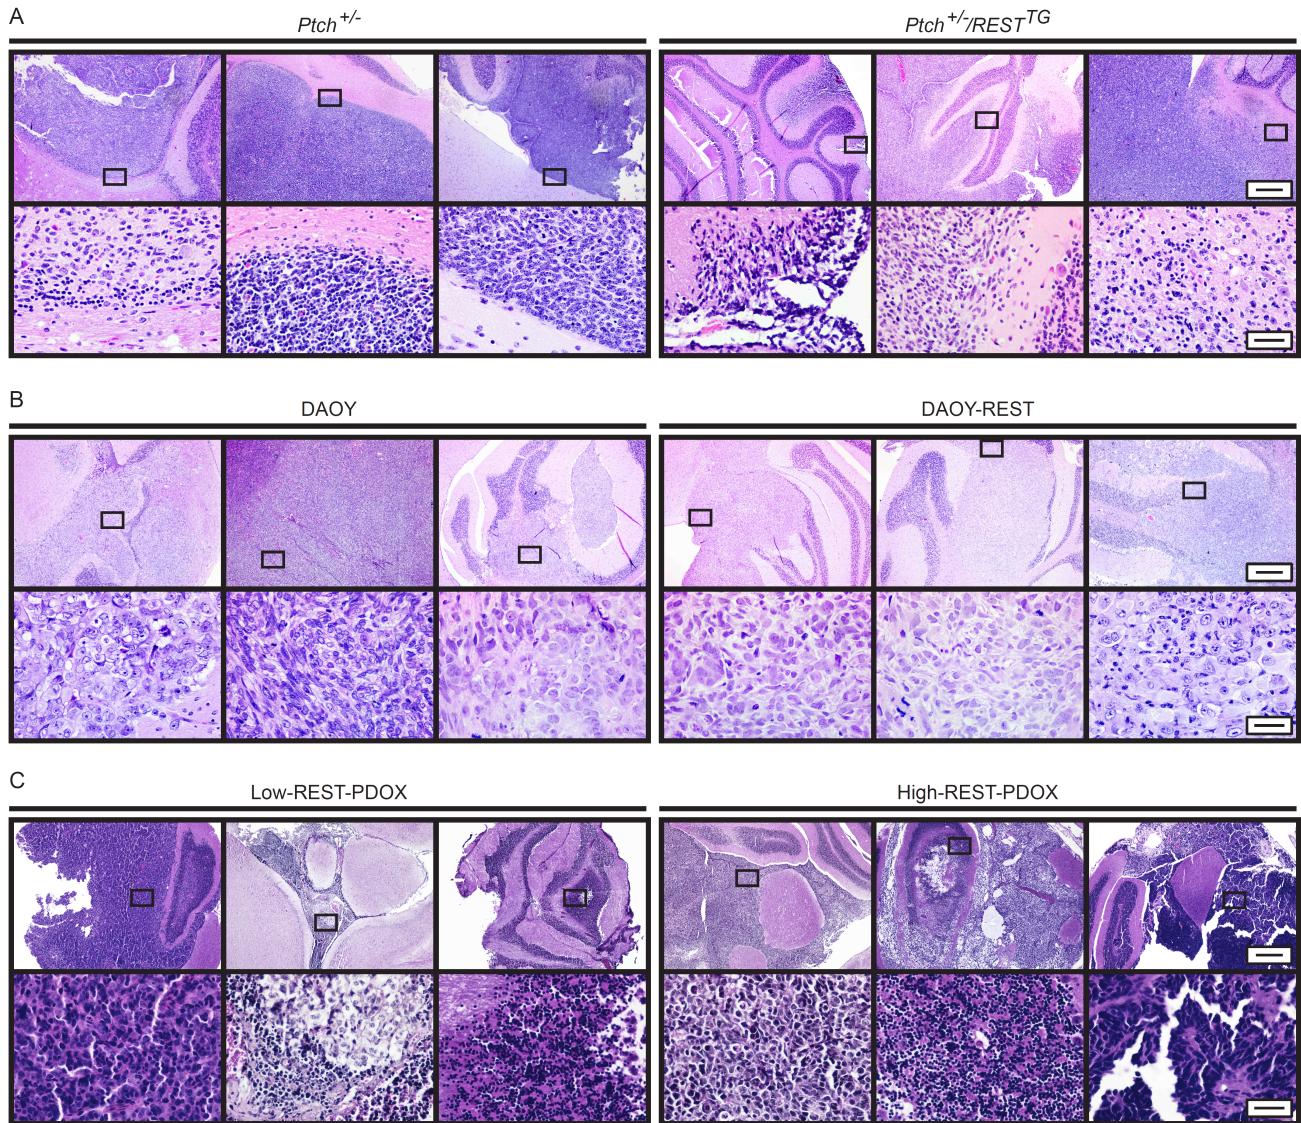 A
Ptch+/-
Ptch+/-/RESTTG
B
DAOY
DAOY-REST
C
Low-REST-PDOX
High-REST-PDOX